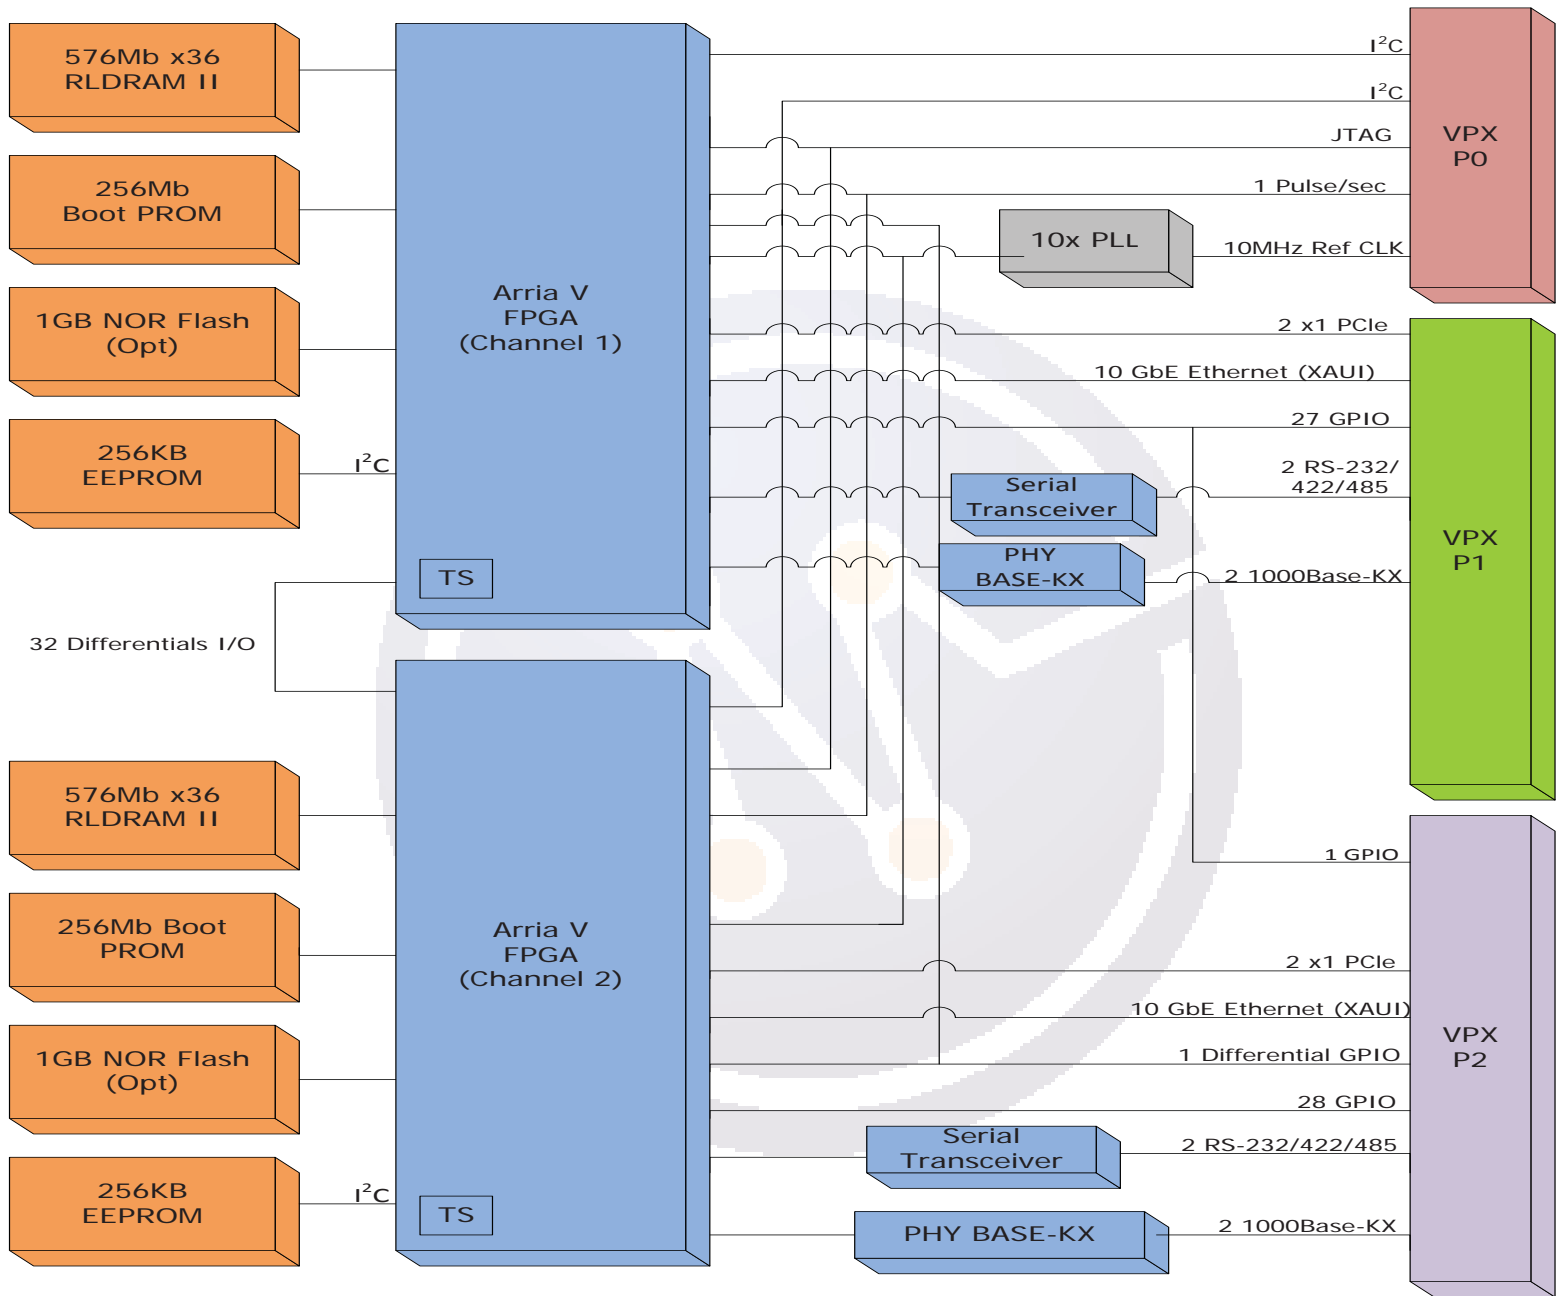 576Mb x36
RLDRAM II
256Mb
Boot PROM
1GB NOR Flash
(Opt)
256KB
EEPROM
I²C
Arria V
FPGA
(Channel 1)
TS
32 Differentials I/O
I²C
I²C
JTAG
1 Pulse/sec
10x PLL
10MHz Ref CLK
VPX
P0
2 x1 PCIe
10 GbE Ethernet (XAUI)
27 GPIO
Serial
Transceiver
2 RS-232/
422/485
PHY
BASE-KX
2 1000Base-KX
VPX
P1
576Mb x36
RLDRAM II
256Mb Boot
PROM
1GB NOR Flash
(Opt)
256KB
EEPROM
I²C
Arria V
FPGA
(Channel 2)
TS
1 GPIO
2 x1 PCIe
10 GbE Ethernet (XAUI)
1 Differential GPIO
28 GPIO
Serial
Transceiver
2 RS-232/422/485
PHY BASE-KX
2 1000Base-KX
VPX
P2